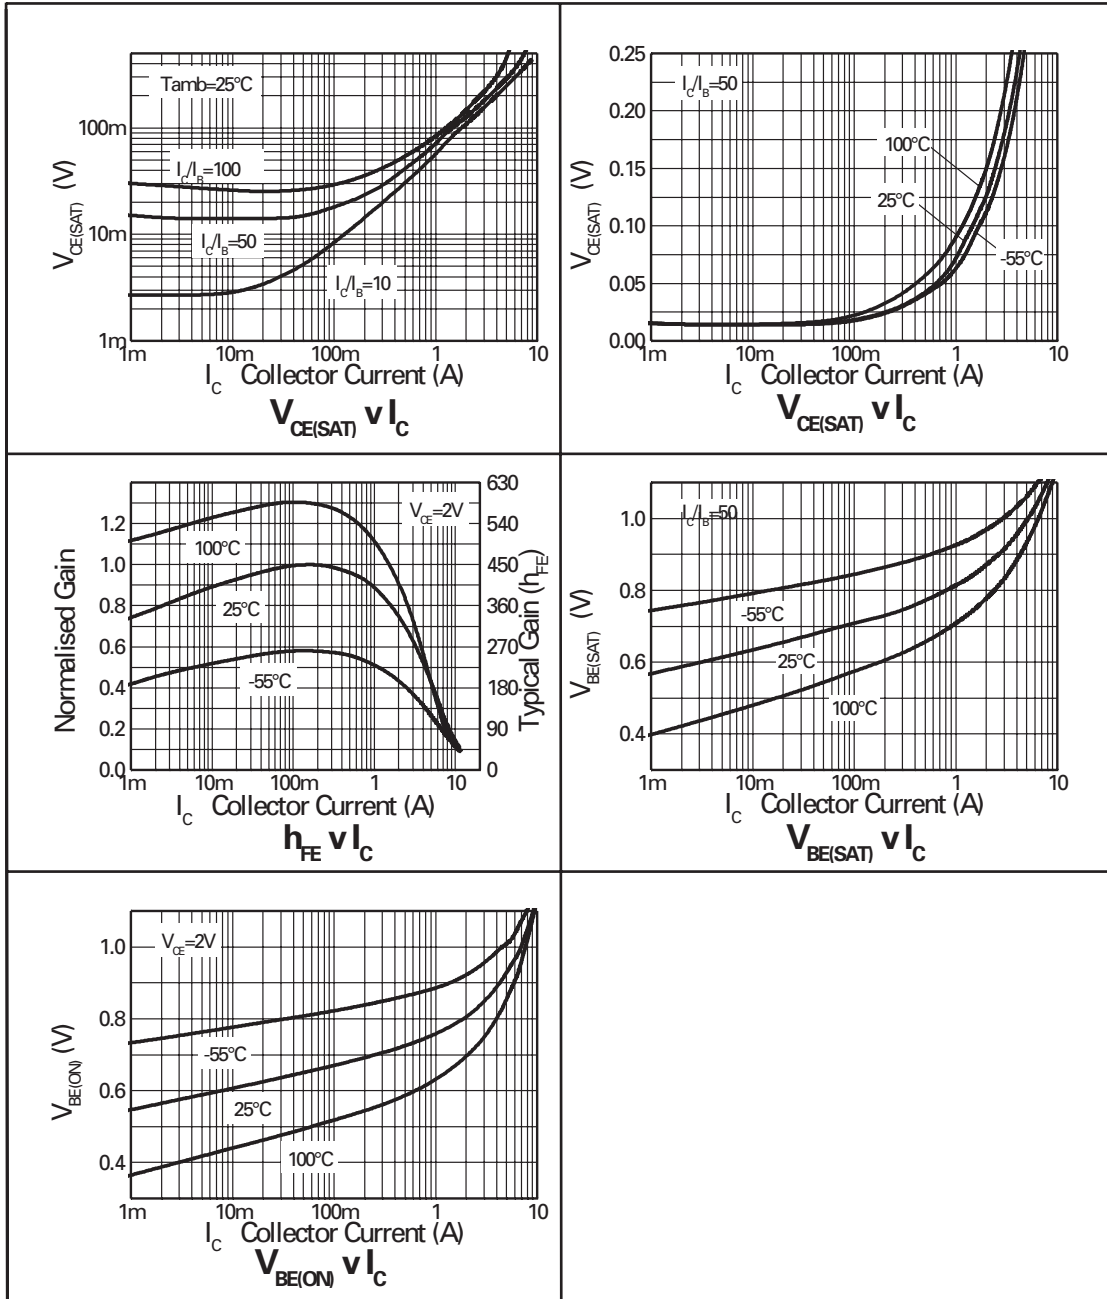 Tamb=25°C
I_C/I_B=100
I_C/I_B=50
I_C/I_B=10
100m
10m
1m
V_CE(SAT) (V)
1m 10m 100m 1 10
I_C Collector Current (A)
V_CE(SAT) v I_C
I_C/I_B=50
100°C
25°C
-55°C
0.25
0.20
0.15
0.10
0.05
0.00
V_CE(SAT) (V)
1m 10m 100m 1 10
I_C Collector Current (A)
V_CE(SAT) v I_C
V_CE=2V
100°C
25°C
-55°C
1.2
1.0
0.8
0.6
0.4
0.2
0.0
Normalised Gain
630
540
450
360
270
180
90
0
Typical Gain (h_FE)
1m 10m 100m 1 10
I_C Collector Current (A)
h_FE v I_C
I_C/I_B=50
-55°C
25°C
100°C
1.0
0.8
0.6
0.4
V_BE(SAT) (V)
1m 10m 100m 1 10
I_C Collector Current (A)
V_BE(SAT) v I_C
V_CE=2V
-55°C
25°C
100°C
1.0
0.8
0.6
0.4
V_BE(ON) (V)
1m 10m 100m 1 10
I_C Collector Current (A)
V_BE(ON) v I_C